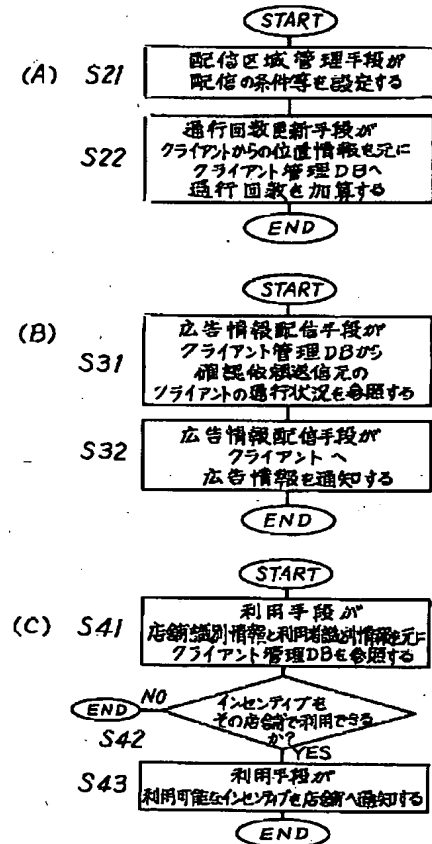 START
(A) S21
配信区域管理手段が
配信の条件等を設定する
S22
通行回数更新手段が
クライアントからの位置情報を元に
クライアント管理DBへ
通行回数を加算する
END
START
(B) S31
広告情報配信手段が
クライアント管理DBから
確認依頼送信元の
クライアントの通行状況を参照する
S32
広告情報配信手段が
クライアントへ
広告情報を通知する
END
START
(C) S41
利用手段が
店舗識別情報と利用者識別情報を元に
クライアント管理DBを参照する
END NO
S42
インセンティブを
その店舗で利用できる
か?
YES
S43
利用手段が
利用可能なインセンティブを店舗へ通知する
END